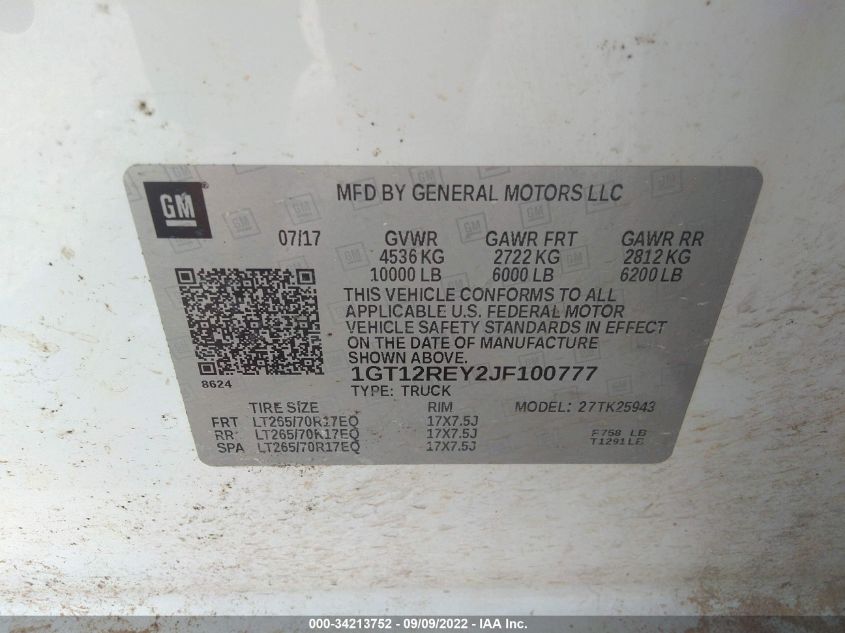 GM ®
MFD BY GENERAL MOTORS LLC
07/17 GVWR GAWR FRT GAWR RR
4536 KG 2722 KG 2812 KG
10000 LB 6000 LB 6200 LB
THIS VEHICLE CONFORMS TO ALL
APPLICABLE U.S. FEDERAL MOTOR
VEHICLE SAFETY STANDARDS IN EFFECT
ON THE DATE OF MANUFACTURE
SHOWN ABOVE.
8624
1GT12REY2JF100777
TYPE: TRUCK
TIRE SIZE RIM MODEL: 27TK25943
FRT LT265/70R17EQ 17X7.5J
RR LT265/70R17EQ 17X7.5J
SPA LT265/70R17EQ 17X7.5J
F758 LB
T1291LB
000-34213752 - 09/09/2022 - IAA Inc.